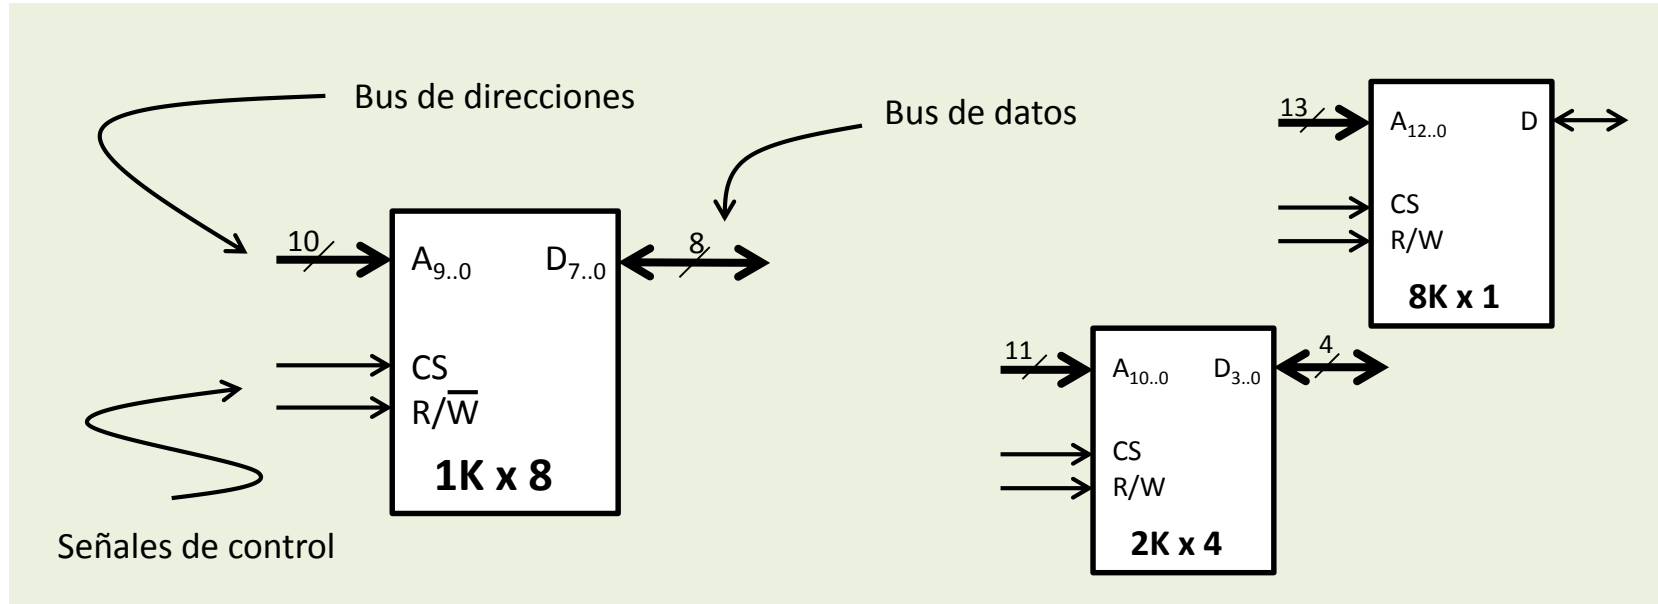 Bus de direcciones
Bus de datos
10
A9..0 D7..0
8
CS
R/W̅
1K x 8
Señales de control
13
A12..0 D
CS
R/W
8K x 1
11
A10..0 D3..0
4
CS
R/W
2K x 4